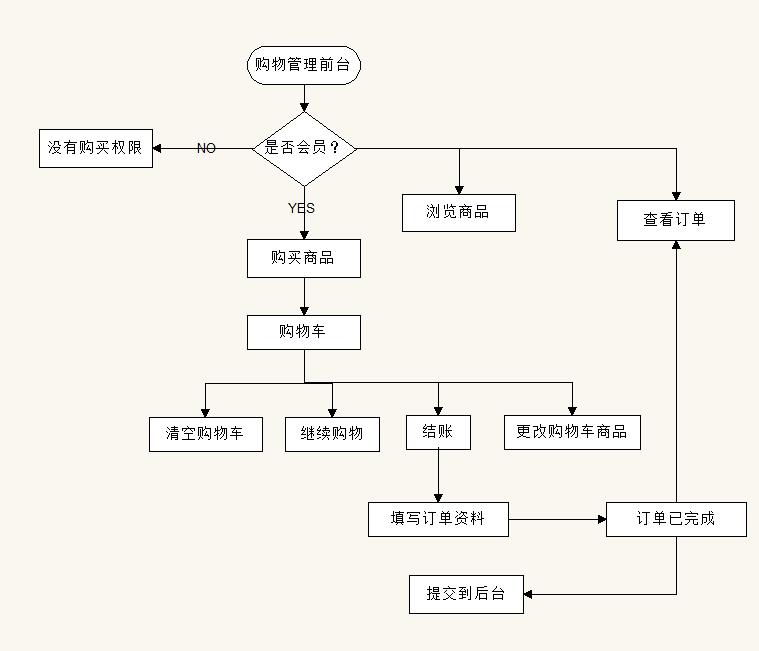 购物管理前台
没有购买权限
NO
是否会员？
YES
浏览商品
查看订单
购买商品
购物车
清空购物车
继续购物
结账
更改购物车商品
填写订单资料
订单已完成
提交到后台